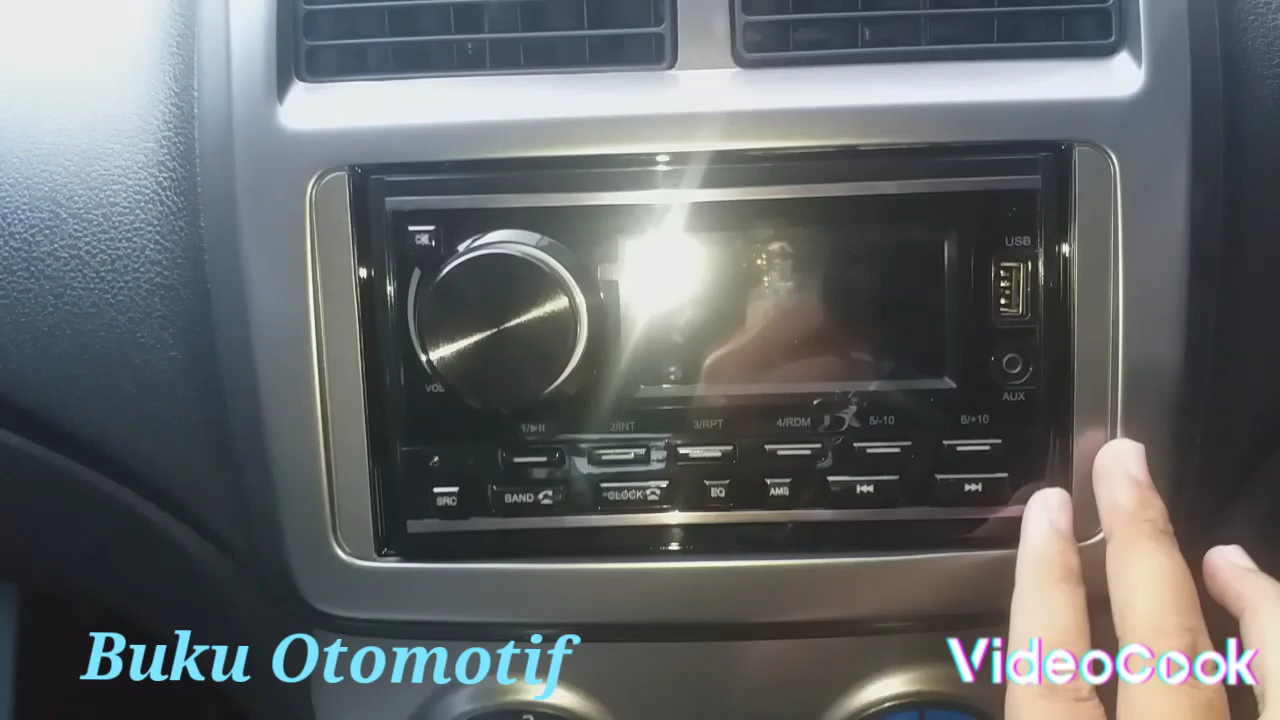 USB
VOL
AUX
1/▶II
2/INT
3/RPT
4/RDM
5/-10
6/+10
SRC
BAND
CLOCK
EQ
AMS
Buku Otomotif
VideoCook